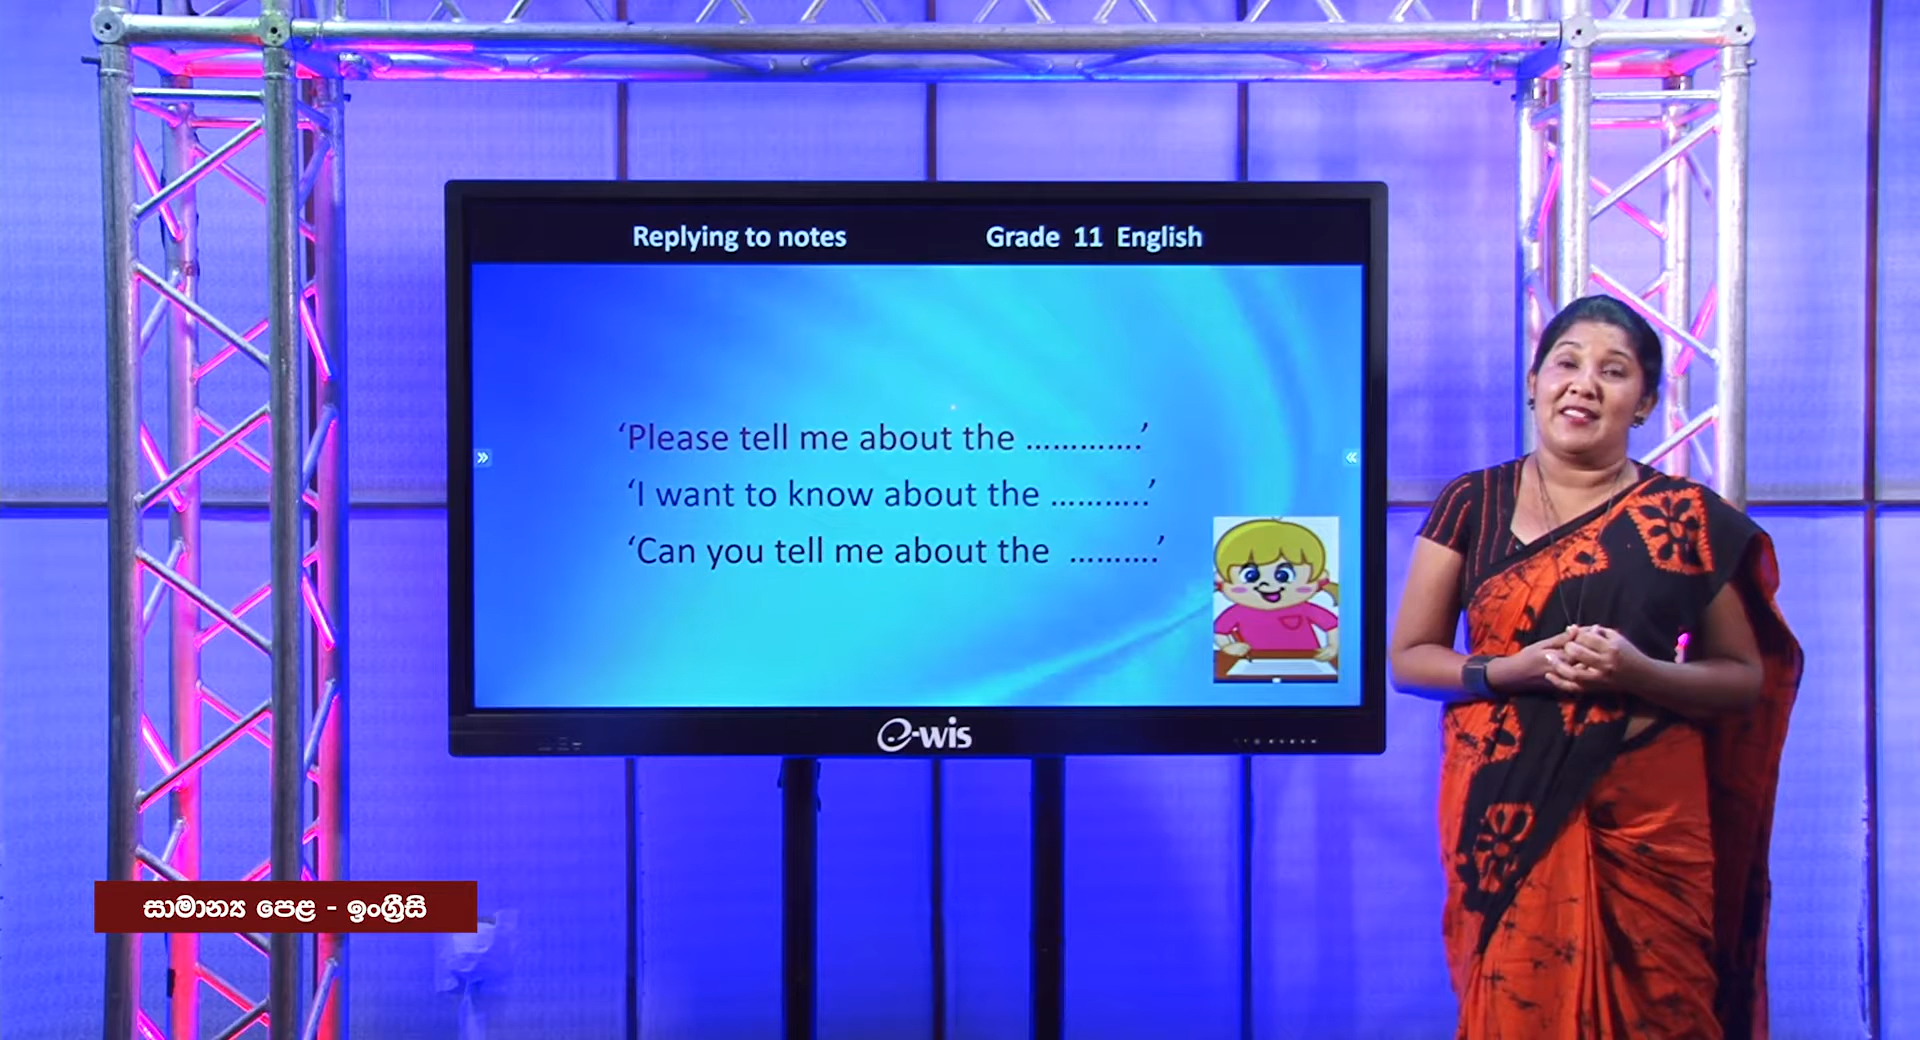 Replying to notes Grade 11 English
‘Please tell me about the ………….’
‘I want to know about the ………..’
‘Can you tell me about the ……….’
e-wis
සාමාන්‍ය පෙළ - ඉංග්‍රීසි